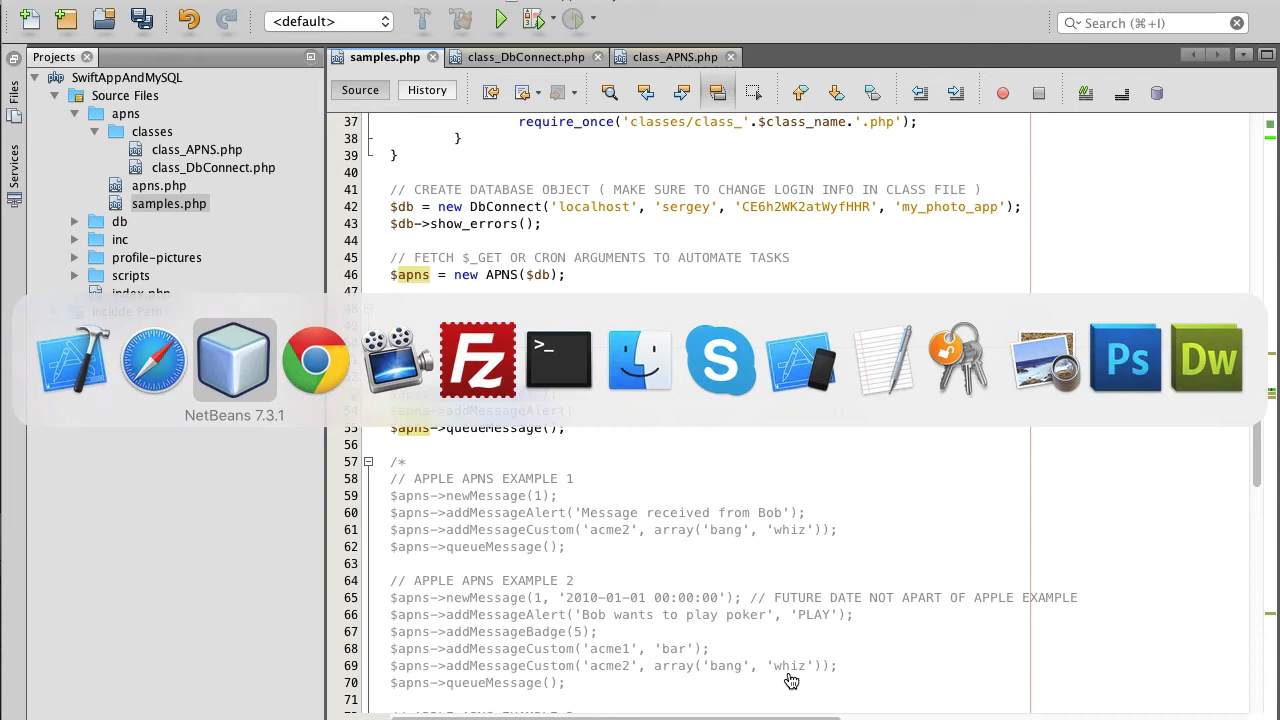 <default>
Search (⌘+l)
Projects
samples.php
class_DbConnect.php
class_APNS.php
Files
Services
SwiftAppAndMySQL
Source Files
apns
classes
class_APNS.php
class_DbConnect.php
apns.php
samples.php
db
inc
profile-pictures
scripts
index.php
Include Path
Source
History
37 require_once('classes/class_'.$class_name.'.php');
38 }
39 }
40
41 // CREATE DATABASE OBJECT ( MAKE SURE TO CHANGE LOGIN INFO IN CLASS FILE )
42 $db = new DbConnect('localhost', 'sergey', 'CE6h2WK2atWyfHHR', 'my_photo_app');
43 $db->show_errors();
44
45 // FETCH $_GET OR CRON ARGUMENTS TO AUTOMATE TASKS
46 $apns = new APNS($db);
47
>_
S
Fz
Ps
Dw
NetBeans 7.3.1
54 $apns->addMessageAlert(
55 $apns->queueMessage();
56
57 /*
58 // APPLE APNS EXAMPLE 1
59 $apns->newMessage(1);
60 $apns->addMessageAlert('Message received from Bob');
61 $apns->addMessageCustom('acme2', array('bang', 'whiz'));
62 $apns->queueMessage();
63
64 // APPLE APNS EXAMPLE 2
65 $apns->newMessage(1, '2010-01-01 00:00:00'); // FUTURE DATE NOT APART OF APPLE EXAMPLE
66 $apns->addMessageAlert('Bob wants to play poker', 'PLAY');
67 $apns->addMessageBadge(5);
68 $apns->addMessageCustom('acme1', 'bar');
69 $apns->addMessageCustom('acme2', array('bang', 'whiz'));
70 $apns->queueMessage();
71